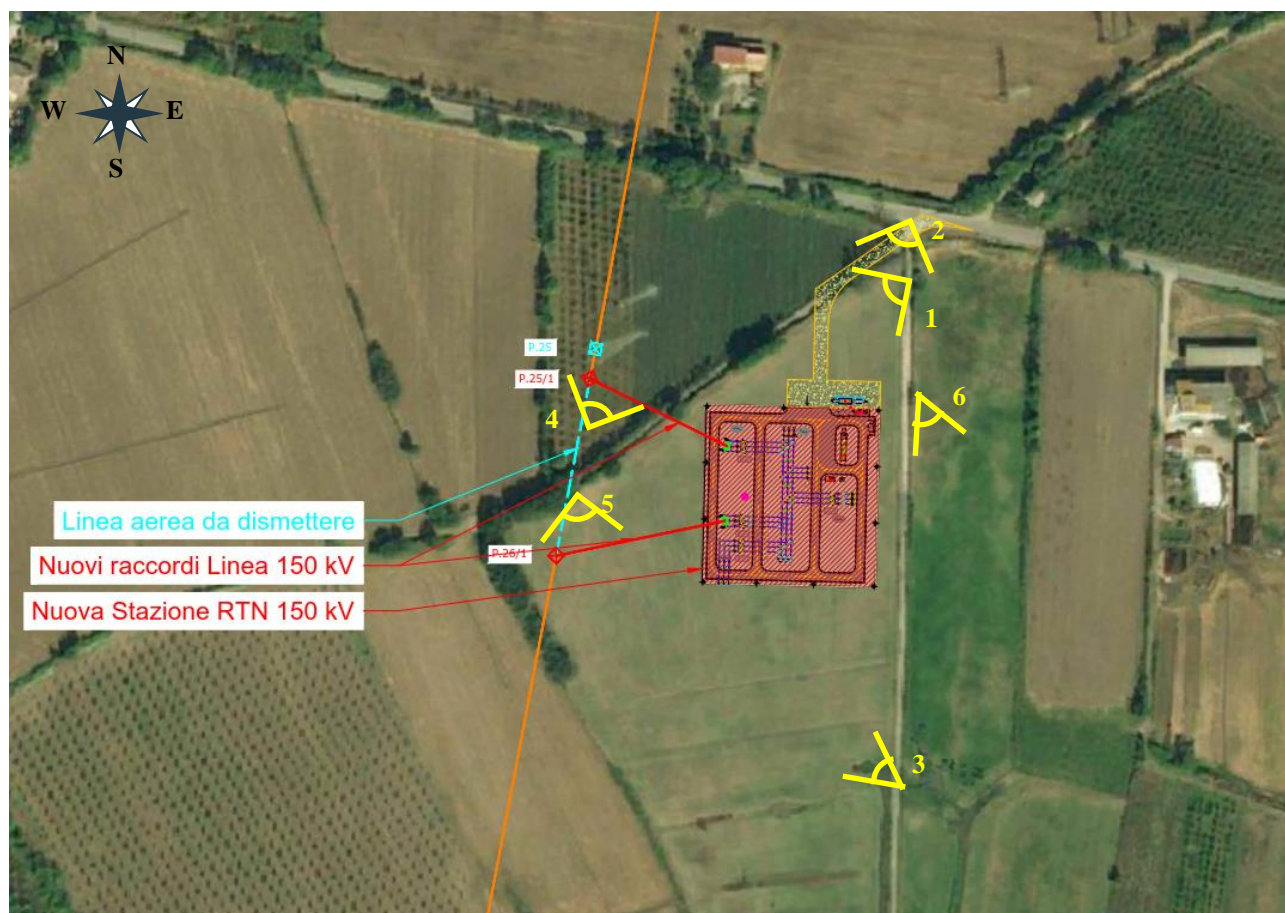 N
W E
S
2
1
P.25
P.25/1
4
6
5
Linea aerea da dismettere
P.26/1
Nuovi raccordi Linea 150 kV
Nuova Stazione RTN 150 kV
3